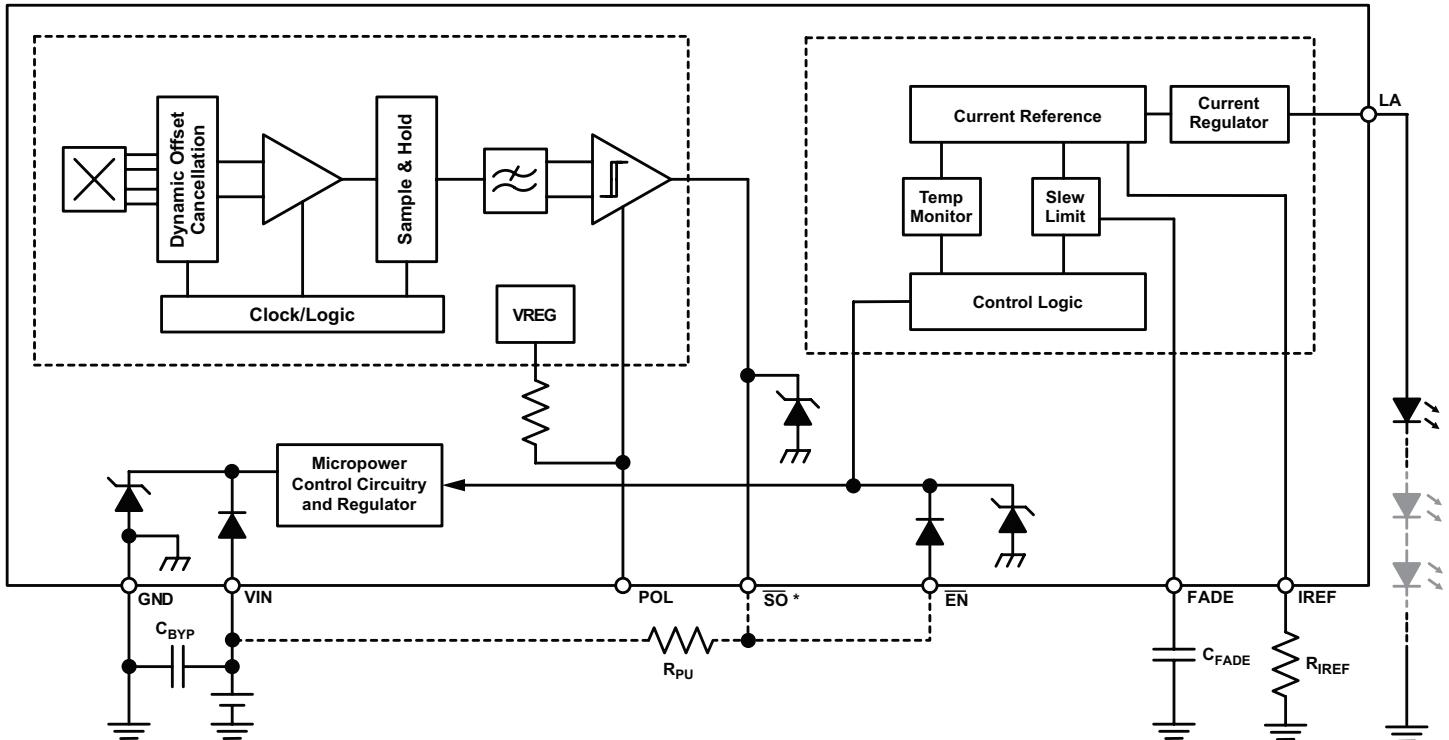 LA
Current Reference
Current
Regulator
Dynamic Offset
Cancellation
Sample & Hold
Temp
Monitor
Slew
Limit
Clock/Logic
VREG
Control Logic
Micropower
Control Circuitry
and Regulator
GND
VIN
POL
SO *
EN
FADE
IREF
CBYP
RPU
CFADE
RIREF